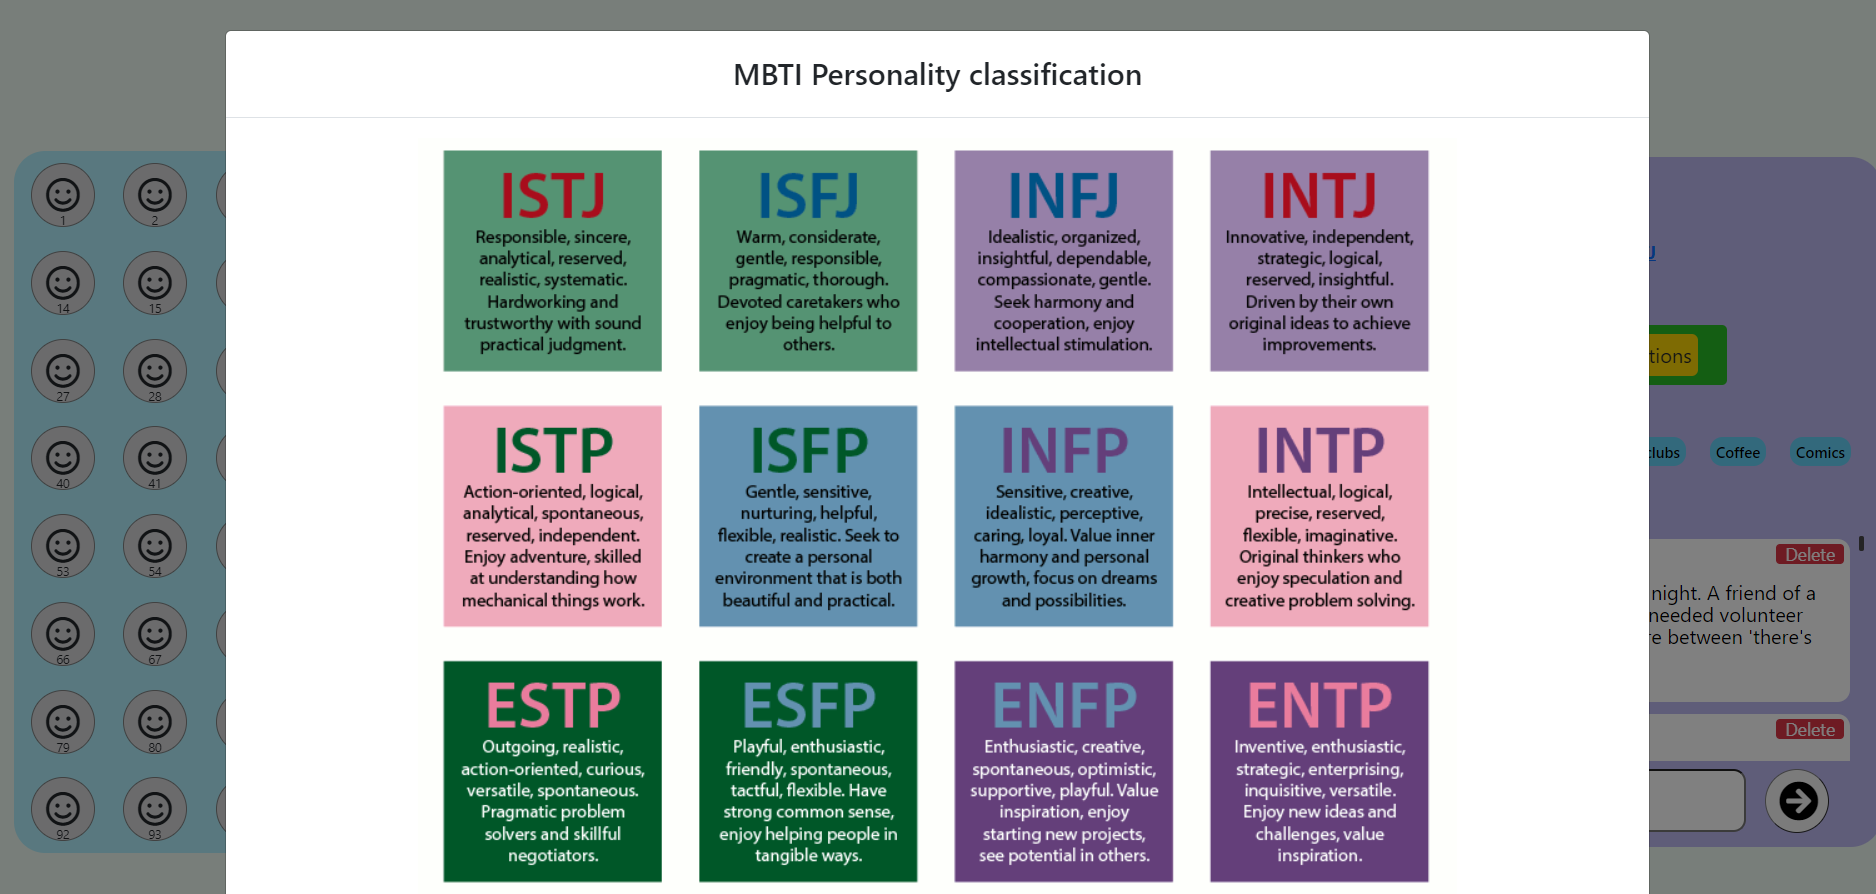 MBTI Personality classification
ISTJ
Responsible, sincere,
analytical, reserved,
realistic, systematic.
Hardworking and
trustworthy with sound
practical judgment.
ISFJ
Warm, considerate,
gentle, responsible,
pragmatic, thorough.
Devoted caretakers who
enjoy being helpful to
others.
INFJ
Idealistic, organized,
insightful, dependable,
compassionate, gentle.
Seek harmony and
cooperation, enjoy
intellectual stimulation.
INTJ
Innovative, independent,
strategic, logical,
reserved, insightful.
Driven by their own
original ideas to achieve
improvements.
ISTP
Action-oriented, logical,
analytical, spontaneous,
reserved, independent.
Enjoy adventure, skilled
at understanding how
mechanical things work.
ISFP
Gentle, sensitive,
nurturing, helpful,
flexible, realistic. Seek to
create a personal
environment that is both
beautiful and practical.
INFP
Sensitive, creative,
idealistic, perceptive,
caring, loyal. Value inner
harmony and personal
growth, focus on dreams
and possibilities.
INTP
Intellectual, logical,
precise, reserved,
flexible, imaginative.
Original thinkers who
enjoy speculation and
creative problem solving.
ESTP
Outgoing, realistic,
action-oriented, curious,
versatile, spontaneous.
Pragmatic problem
solvers and skillful
negotiators.
ESFP
Playful, enthusiastic,
friendly, spontaneous,
tactful, flexible. Have
strong common sense,
enjoy helping people in
tangible ways.
ENFP
Enthusiastic, creative,
spontaneous, optimistic,
supportive, playful. Value
inspiration, enjoy
starting new projects,
see potential in others.
ENTP
Inventive, enthusiastic,
strategic, enterprising,
inquisitive, versatile.
Enjoy new ideas and
challenges, value
inspiration.
1 2
14 15
27 28
40 41
53 54
66 67
79 80
92 93
tions
Coffee Comics
Delete
night. A friend of a
needed volunteer
between 'there's
Delete